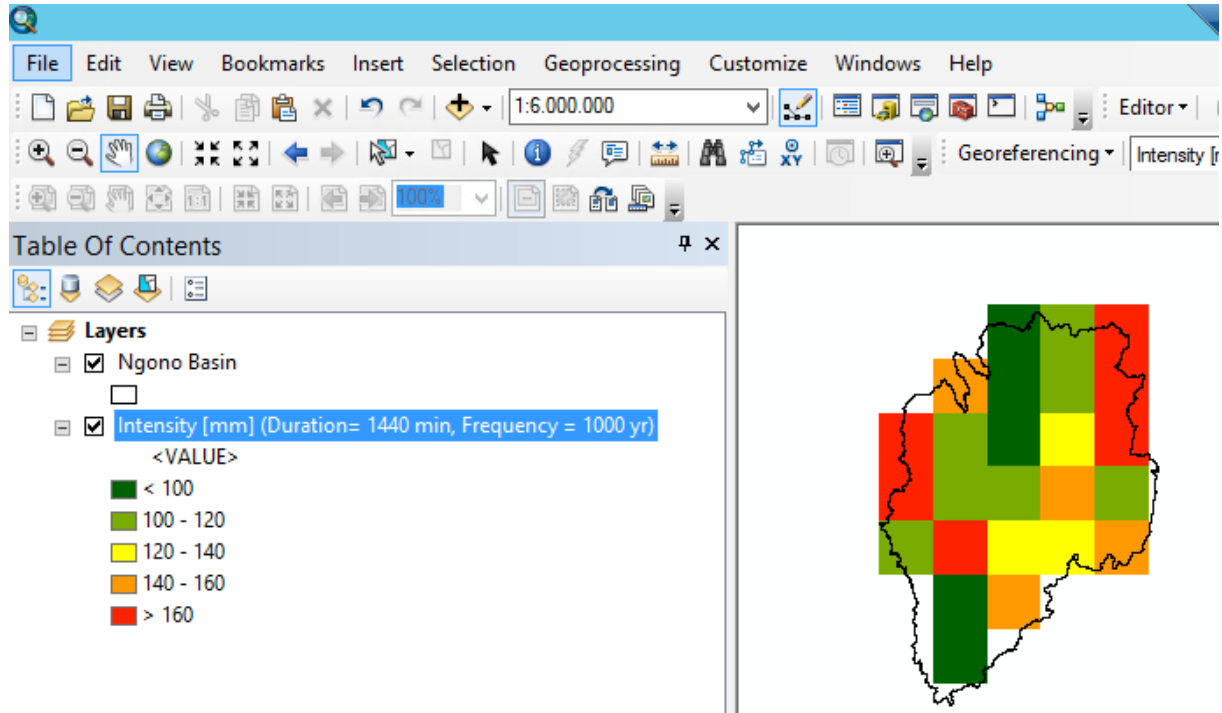 File Edit View Bookmarks Insert Selection Geoprocessing Customize Windows Help
1:6.000.000 Editor
Georeferencing Intensity [
100%
Table Of Contents
Layers
Ngono Basin
Intensity [mm] (Duration= 1440 min, Frequency = 1000 yr)
<VALUE>
< 100
100 - 120
120 - 140
140 - 160
> 160